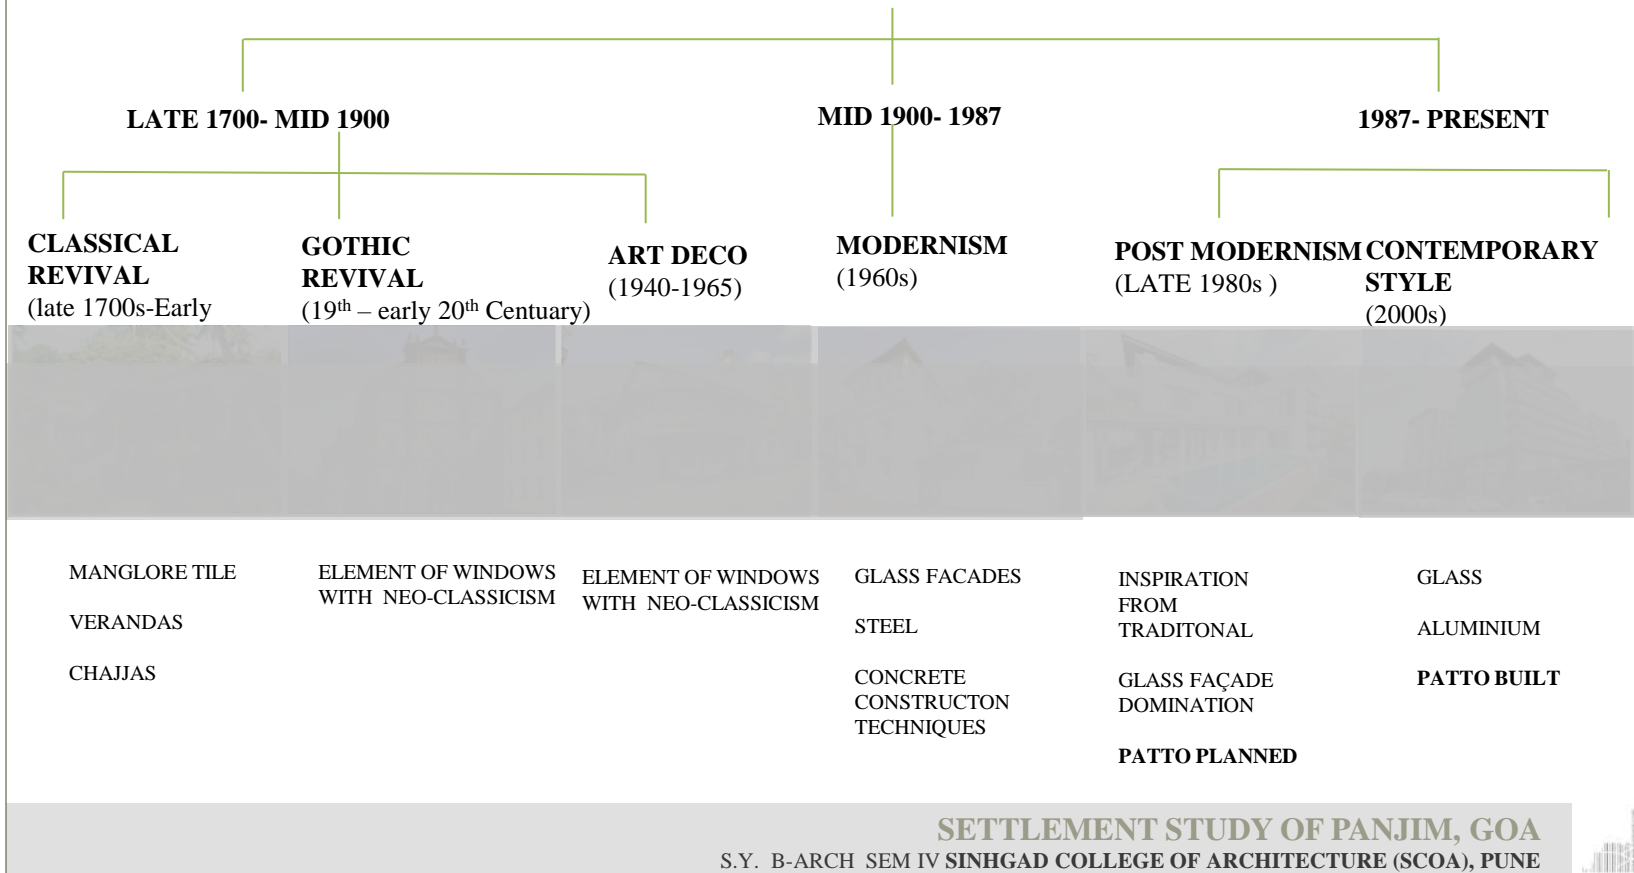 LATE 1700- MID 1900
MID 1900- 1987
1987- PRESENT
CLASSICAL
REVIVAL
(late 1700s-Early
GOTHIC
REVIVAL
(19th – early 20th Centuary)
ART DECO
(1940-1965)
MODERNISM
(1960s)
POST MODERNISM
(LATE 1980s )
CONTEMPORARY
STYLE
(2000s)
MANGLORE TILE
VERANDAS
CHAJJAS
ELEMENT OF WINDOWS
WITH NEO-CLASSICISM
ELEMENT OF WINDOWS
WITH NEO-CLASSICISM
GLASS FACADES
STEEL
CONCRETE
CONSTRUCTON
TECHNIQUES
INSPIRATION
FROM
TRADITONAL
GLASS FAÇADE
DOMINATION
PATTO PLANNED
GLASS
ALUMINIUM
PATTO BUILT
SETTLEMENT STUDY OF PANJIM, GOA
S.Y. B-ARCH SEM IV SINHGAD COLLEGE OF ARCHITECTURE (SCOA), PUNE